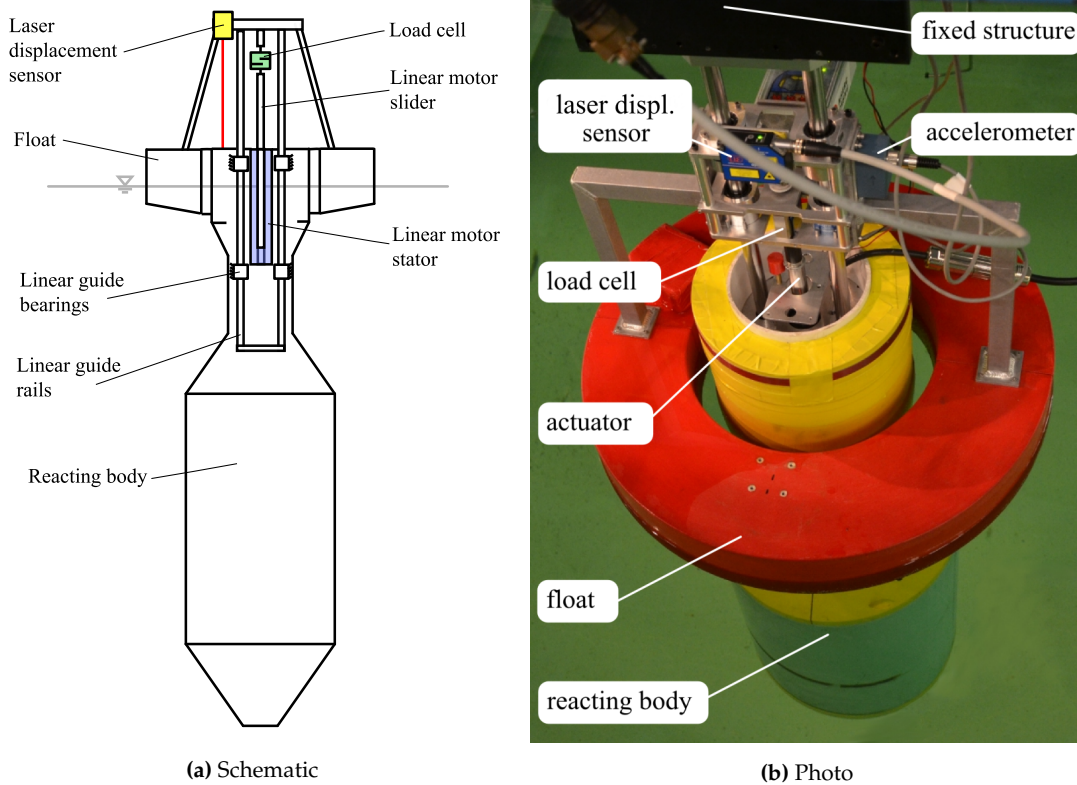 Laser
displacement
sensor
Load cell
Linear motor
slider
Float
Linear motor
stator
Linear guide
bearings
Linear guide
rails
Reacting body
(a) Schematic
fixed structure
laser displ.
sensor
accelerometer
load cell
actuator
float
reacting body
(b) Photo